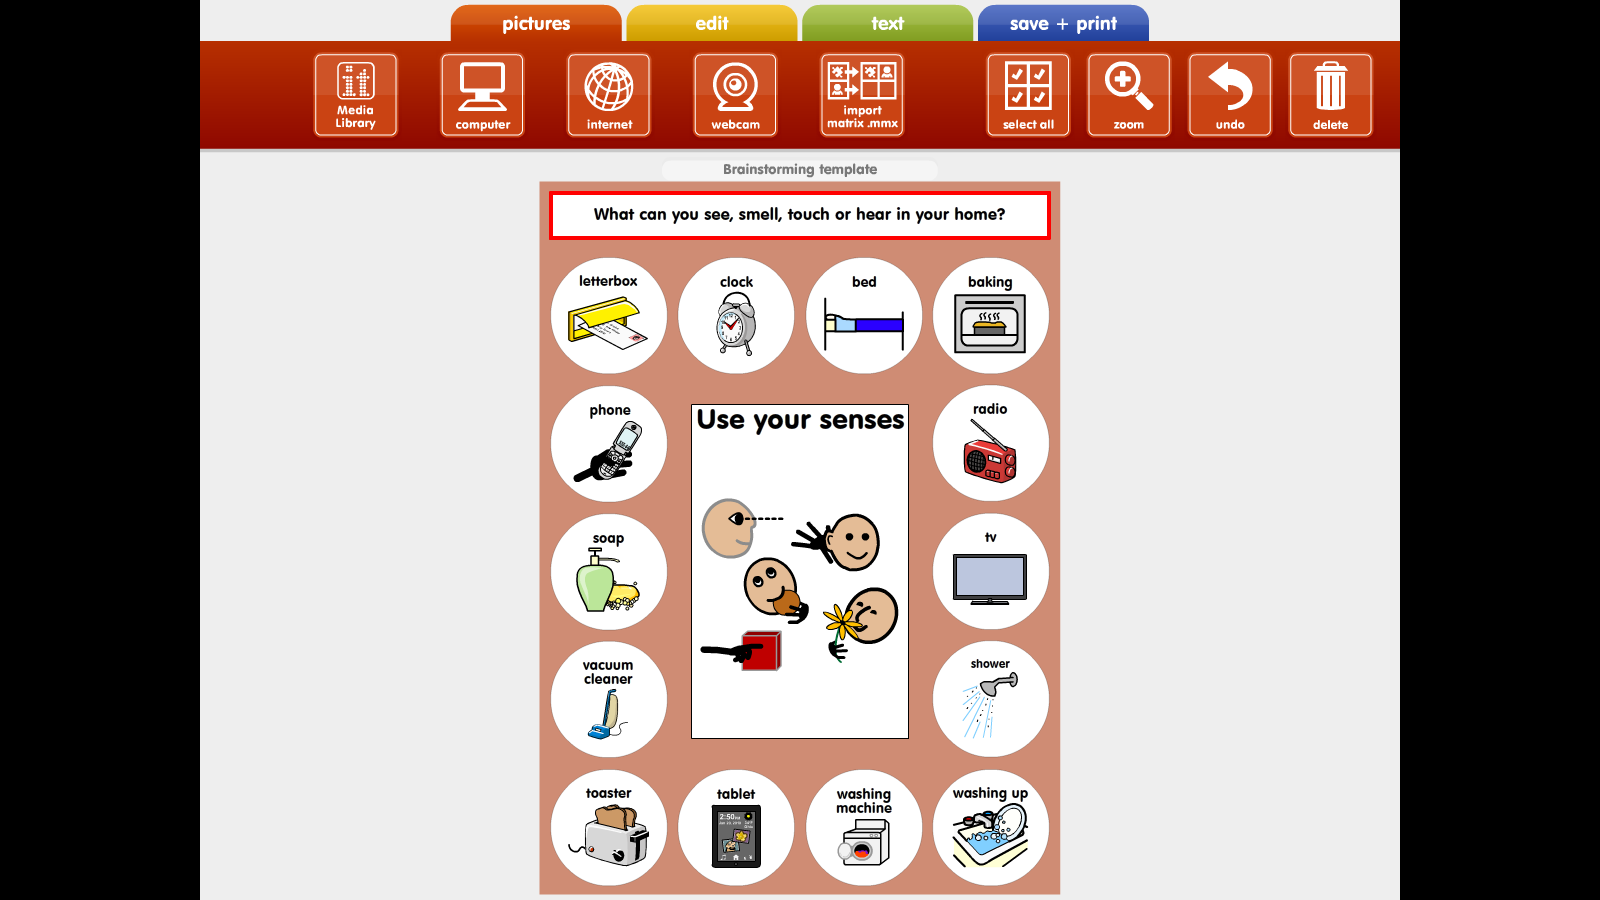 pictures
edit
text
save + print
Media
Library
computer
internet
webcam
import
matrix .mmx
select all
zoom
undo
delete
Brainstorming template
What can you see, smell, touch or hear in your home?
letterbox
clock
bed
baking
phone
Use your senses
radio
soap
tv
vacuum
cleaner
shower
toaster
tablet
2:50
washing
machine
washing up